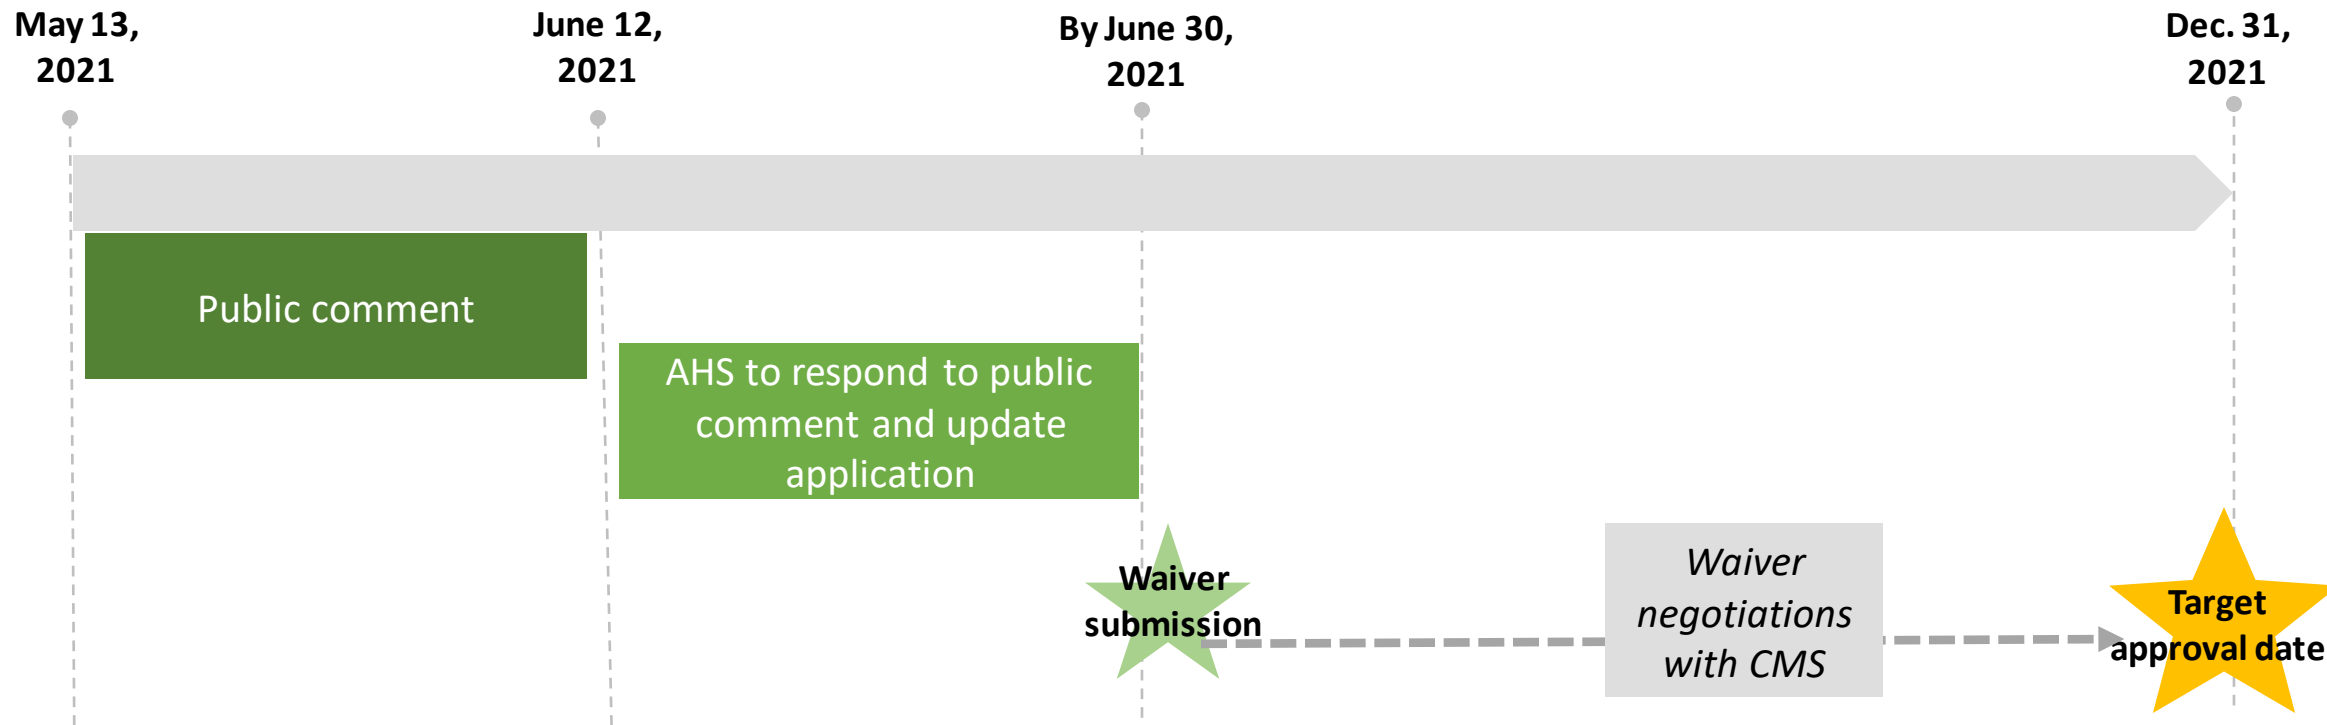 May 13,
2021
June 12,
2021
By June 30,
2021
Dec. 31,
2021
Public comment
AHS to respond to public
comment and update
application
Waiver
submission
Waiver
negotiations
with CMS
Target
approval date